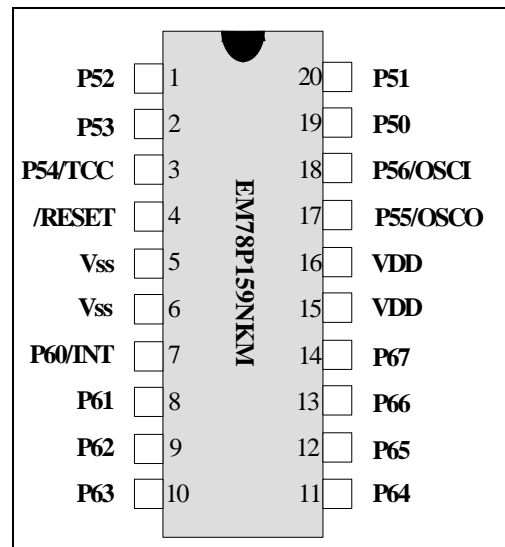 P52 1 20 P51
P53 2 19 P50
P54/TCC 3 18 P56/OSCI
/RESET 4 17 P55/OSCO
Vss 5 16 VDD
Vss 6 15 VDD
P60/INT 7 14 P67
P61 8 13 P66
P62 9 12 P65
P63 10 11 P64
EM78P159NKM